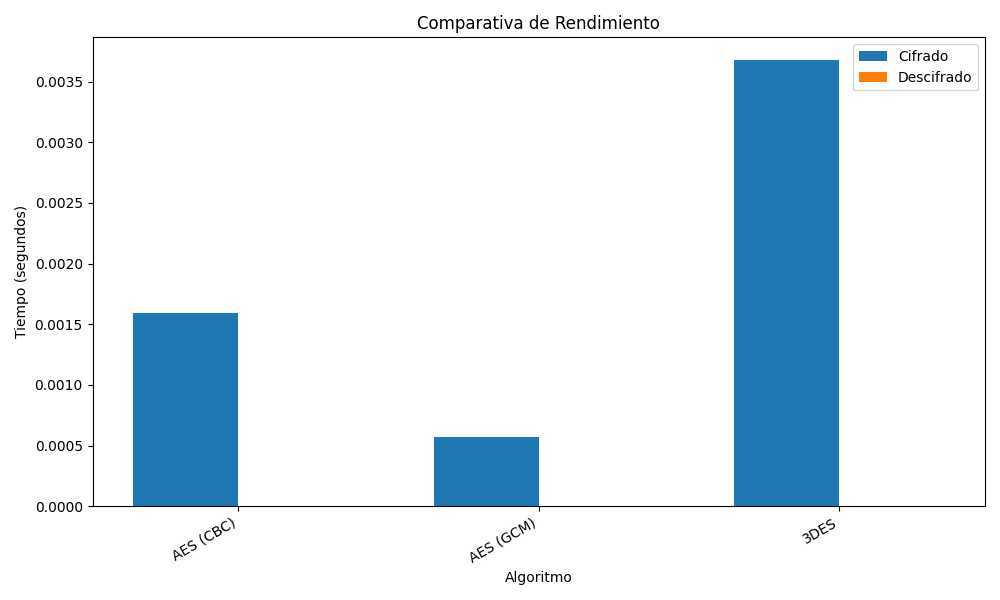 Comparativa de Rendimiento
Cifrado
Descifrado
Tiempo (segundos)
0.0035
0.0030
0.0025
0.0020
0.0015
0.0010
0.0005
0.0000
AES (CBC)
AES (GCM)
3DES
Algoritmo